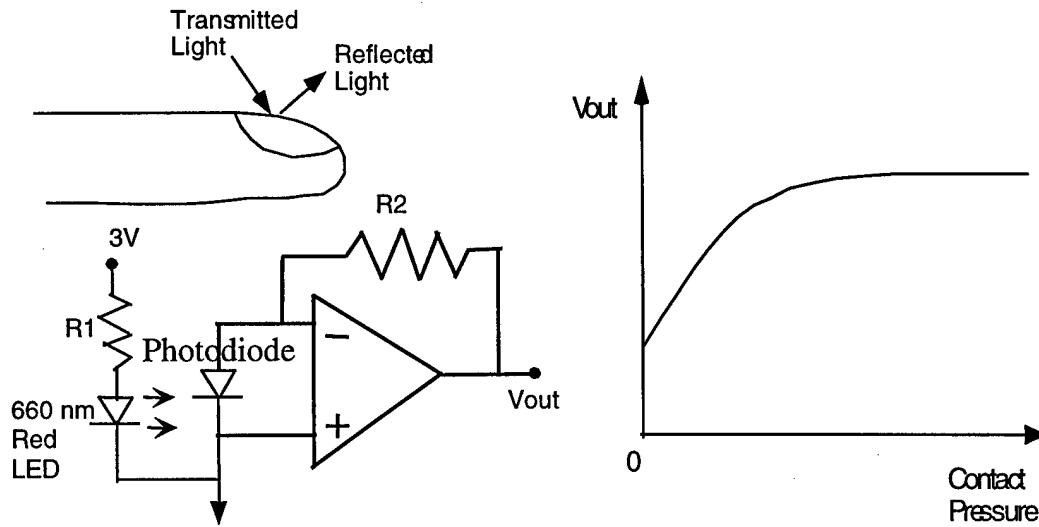 Transmitted
Light
Reflected
Light
Vout
R2
3V
R1
Photodiode
−
+
660 nm
Red
LED
Vout
0
Contact
Pressure